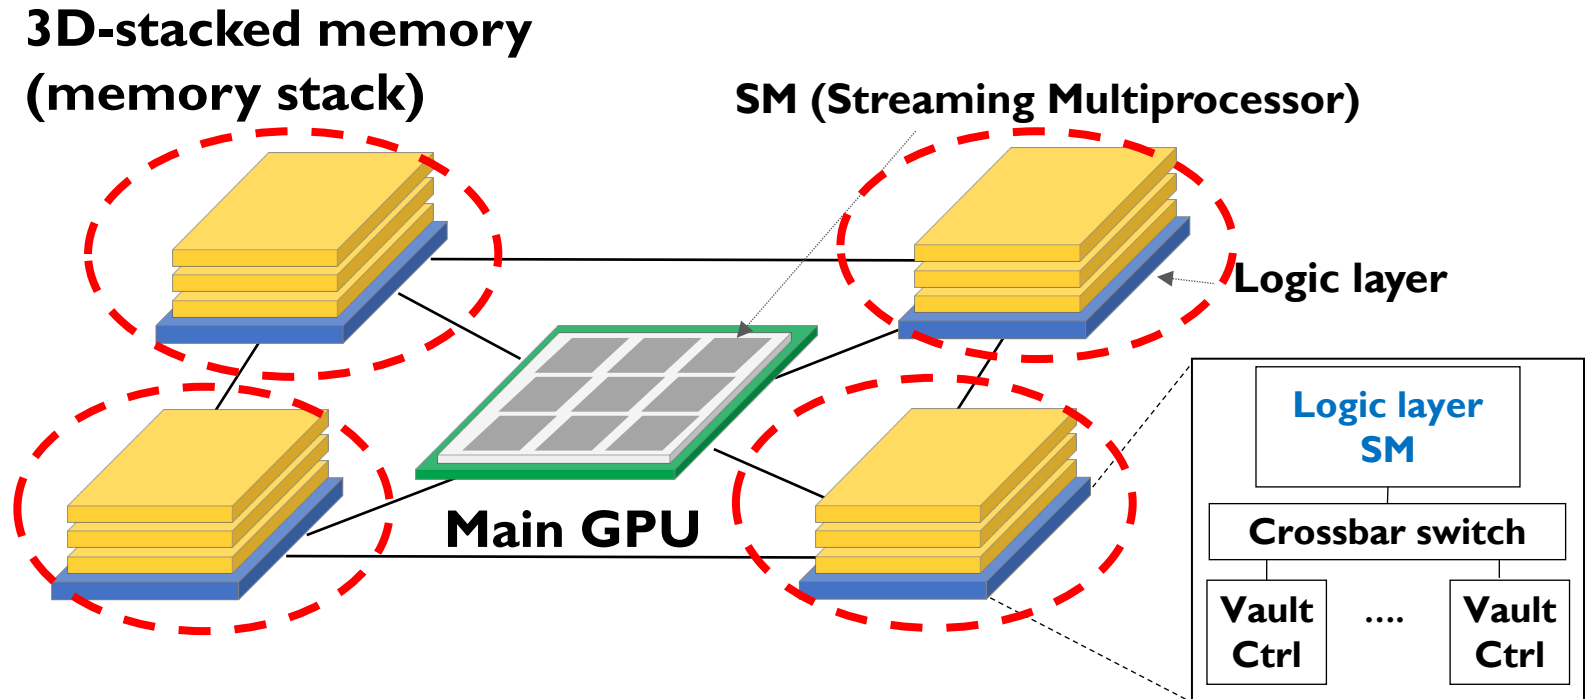 3D-stacked memory
(memory stack)
SM (Streaming Multiprocessor)
Logic layer
Main GPU
Logic layer
SM
Crossbar switch
Vault
Ctrl
....
Vault
Ctrl